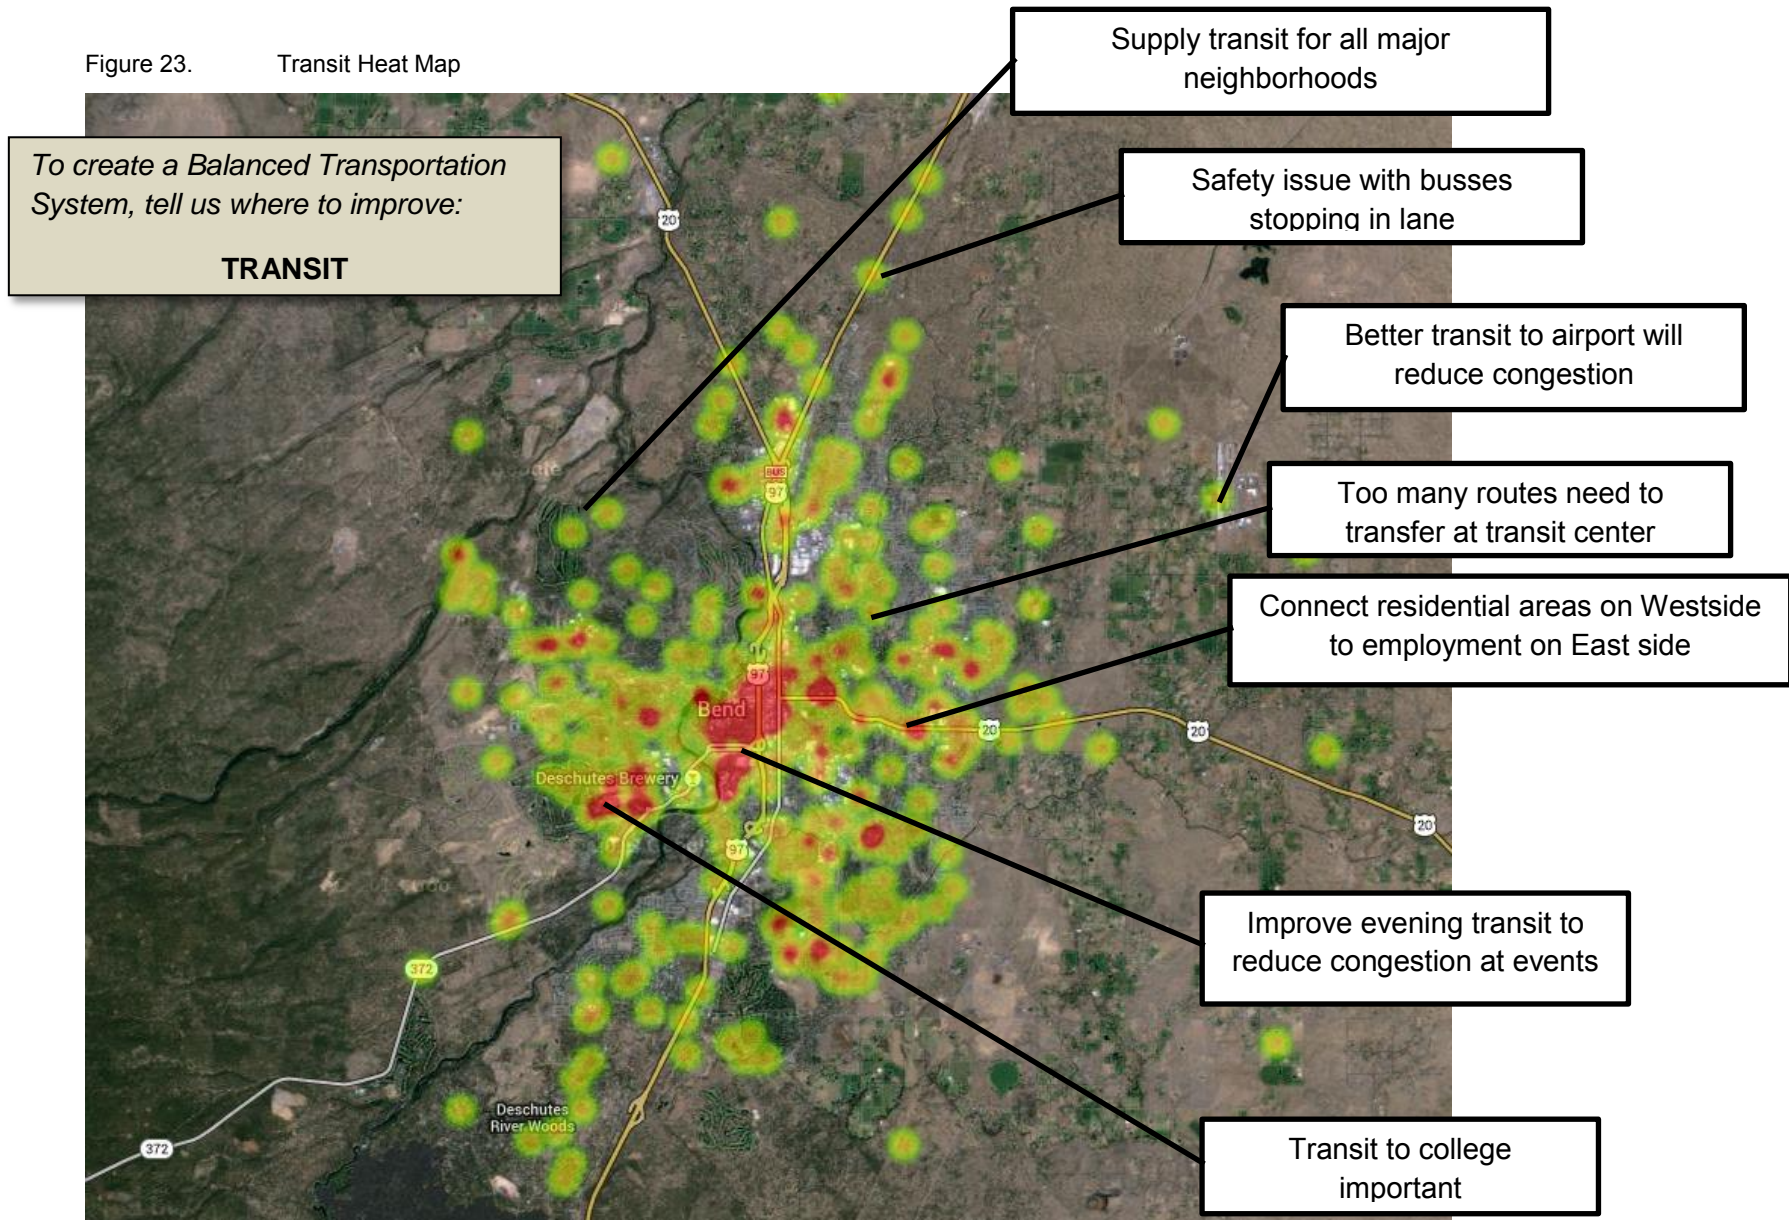 Figure 23. Transit Heat Map
To create a Balanced Transportation
System, tell us where to improve:
TRANSIT
Supply transit for all major
neighborhoods
Safety issue with busses
stopping in lane
Better transit to airport will
reduce congestion
Too many routes need to
transfer at transit center
Connect residential areas on Westside
to employment on East side
Improve evening transit to
reduce congestion at events
Transit to college
important
20
BUS
97
97
Bend
20
20
20
Deschutes Brewery
97
372
372
Deschutes
River Woods